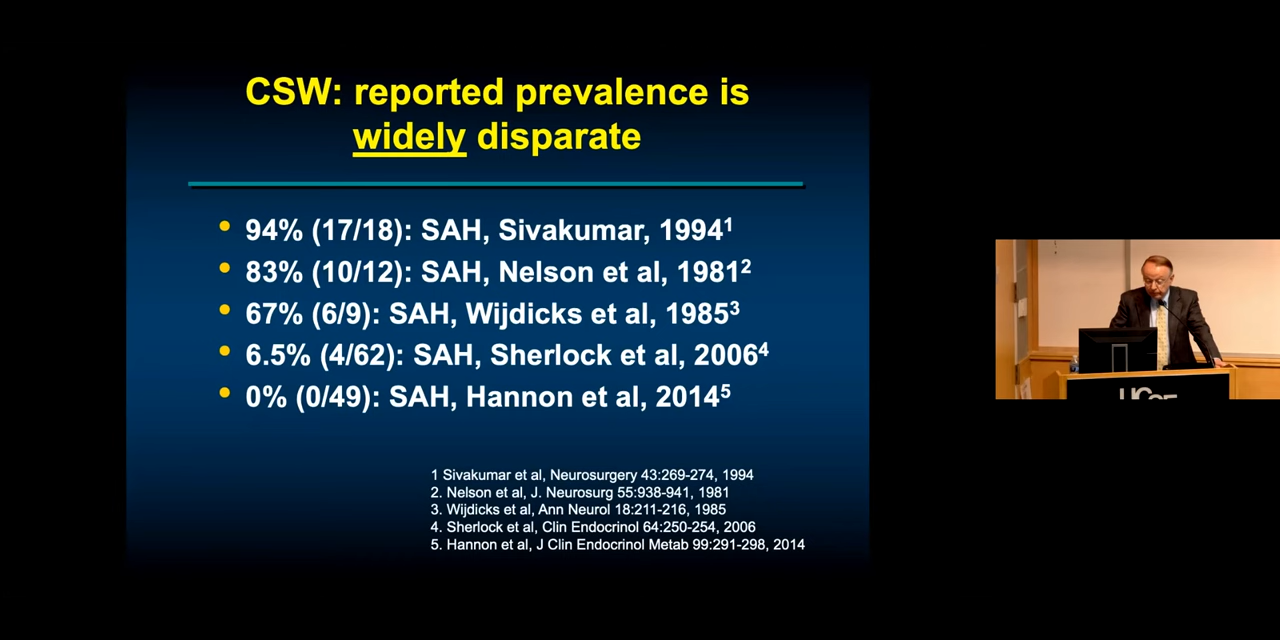 CSW: reported prevalence is
widely disparate
• 94% (17/18): SAH, Sivakumar, 1994¹
• 83% (10/12): SAH, Nelson et al, 1981²
• 67% (6/9): SAH, Wijdicks et al, 1985³
• 6.5% (4/62): SAH, Sherlock et al, 2006⁴
• 0% (0/49): SAH, Hannon et al, 2014⁵
1 Sivakumar et al, Neurosurgery 43:269-274, 1994
2. Nelson et al, J. Neurosurg 55:938-941, 1981
3. Wijdicks et al, Ann Neurol 18:211-216, 1985
4. Sherlock et al, Clin Endocrinol 64:250-254, 2006
5. Hannon et al, J Clin Endocrinol Metab 99:291-298, 2014